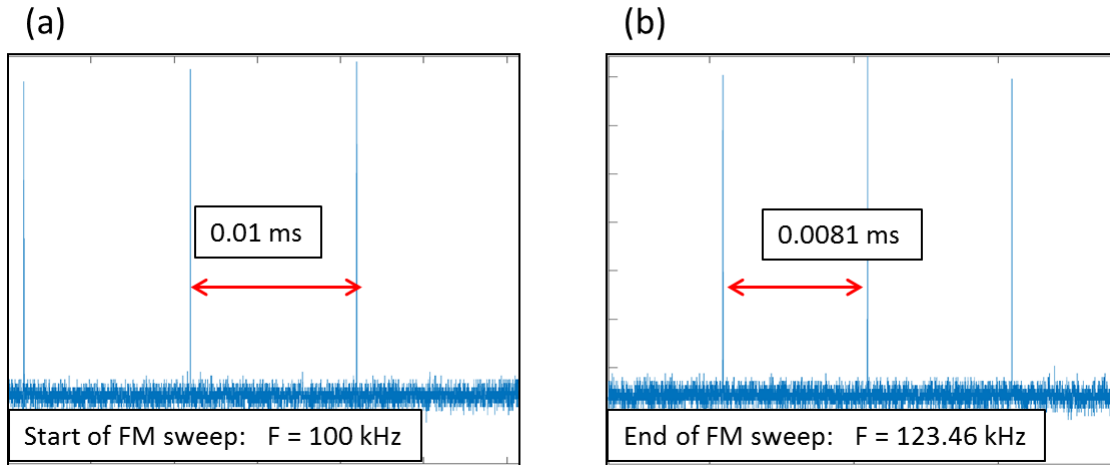 (a)
(b)
0.01 ms
0.0081 ms
Start of FM sweep: F = 100 kHz
End of FM sweep: F = 123.46 kHz